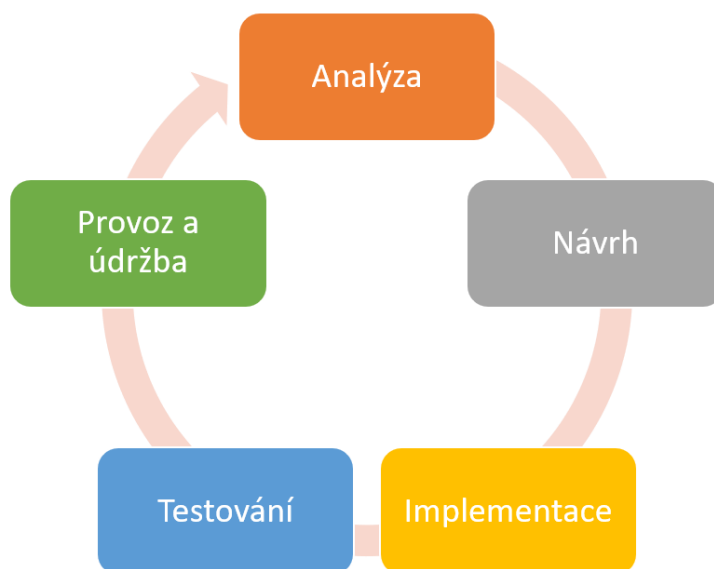 Analýza
Návrh
Implementace
Testování
Provoz a
údržba